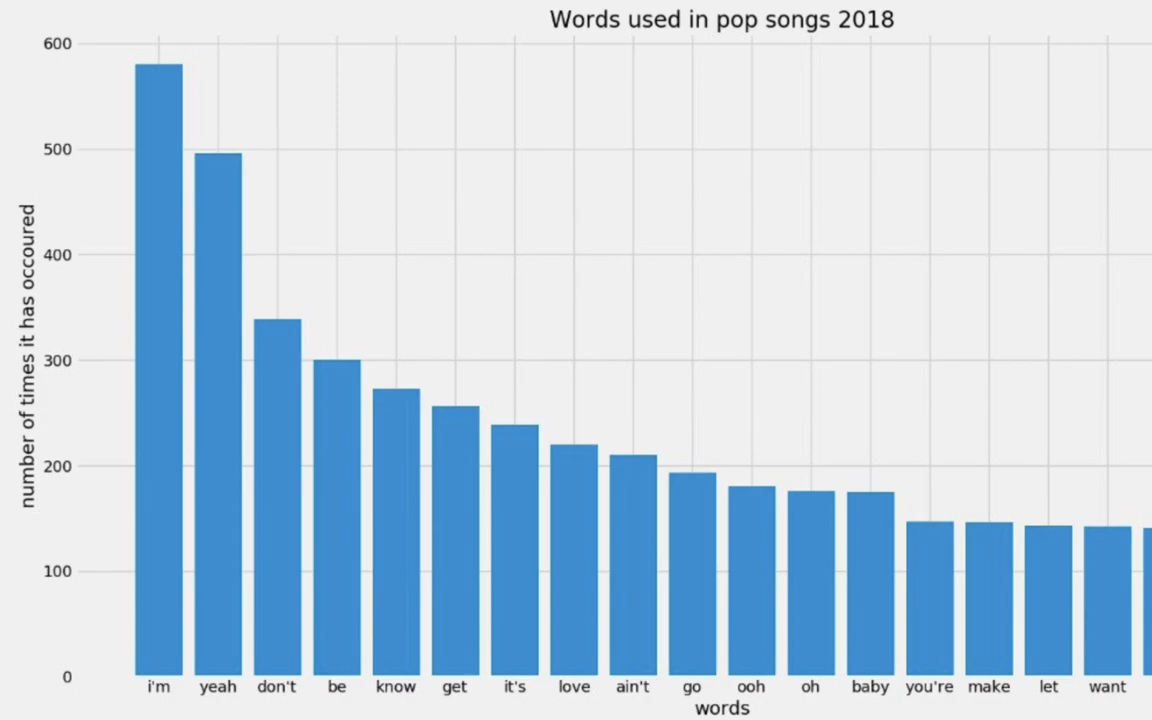 Words used in pop songs 2018
number of times it has occoured
600
500
400
300
200
100
0
i'm yeah don't be know get it's love ain't go ooh oh baby you're make let want
words